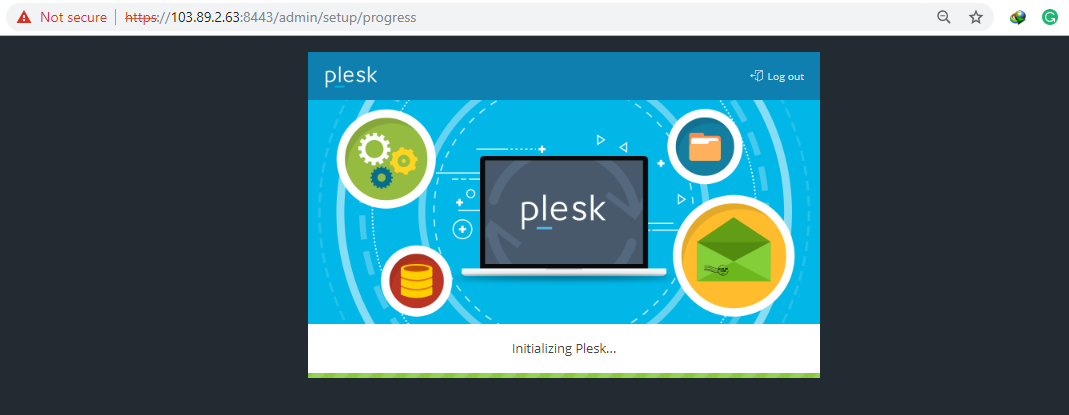 Not secure https://103.89.2.63:8443/admin/setup/progress
plesk
Log out
plesk
Initializing Plesk...